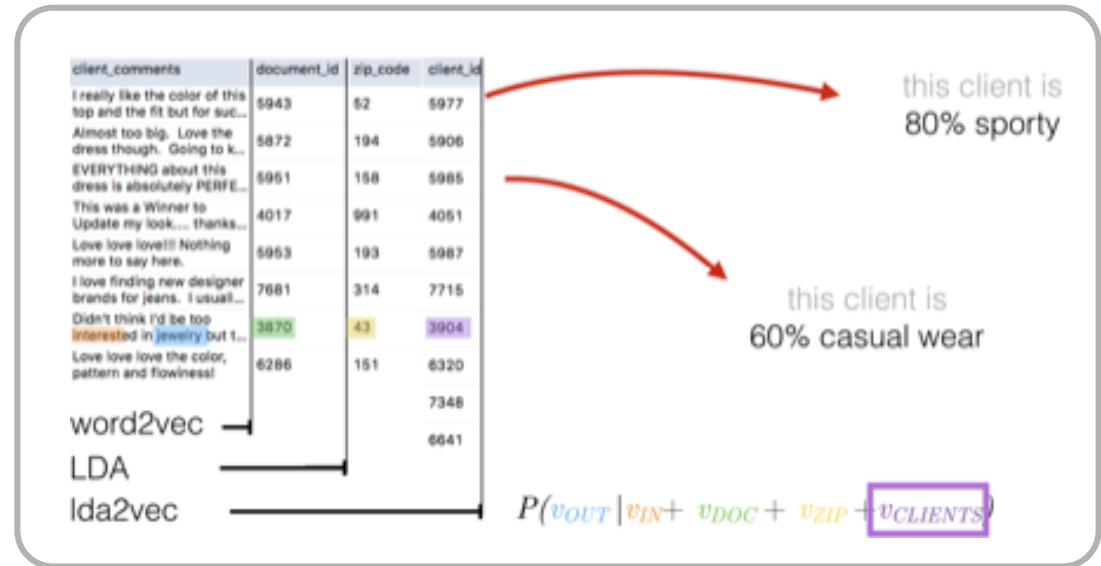 client_comments document_id zip_code client_id
I really like the color of this
top and the fit but for suc... 5943 52 5977
Almost too big. Love the
dress though. Going to k... 5872 194 5906
EVERYTHING about this
dress is absolutely PERFE... 5951 158 5985
This was a Winner to
Update my look.... thanks... 4017 991 4051
Love love love!!! Nothing
more to say here. 5953 193 5987
I love finding new designer
brands for jeans. I usuall... 7681 314 7715
Didn't think I'd be too
interested in jewelry but t... 3870 43 3904
Love love love the color,
pattern and flowiness! 6286 151 6320
7348
6641
word2vec
LDA
lda2vec
this client is
80% sporty
this client is
60% casual wear
P(v_OUT |v_IN+ v_DOC + v_ZIP +v_CLIENTS)